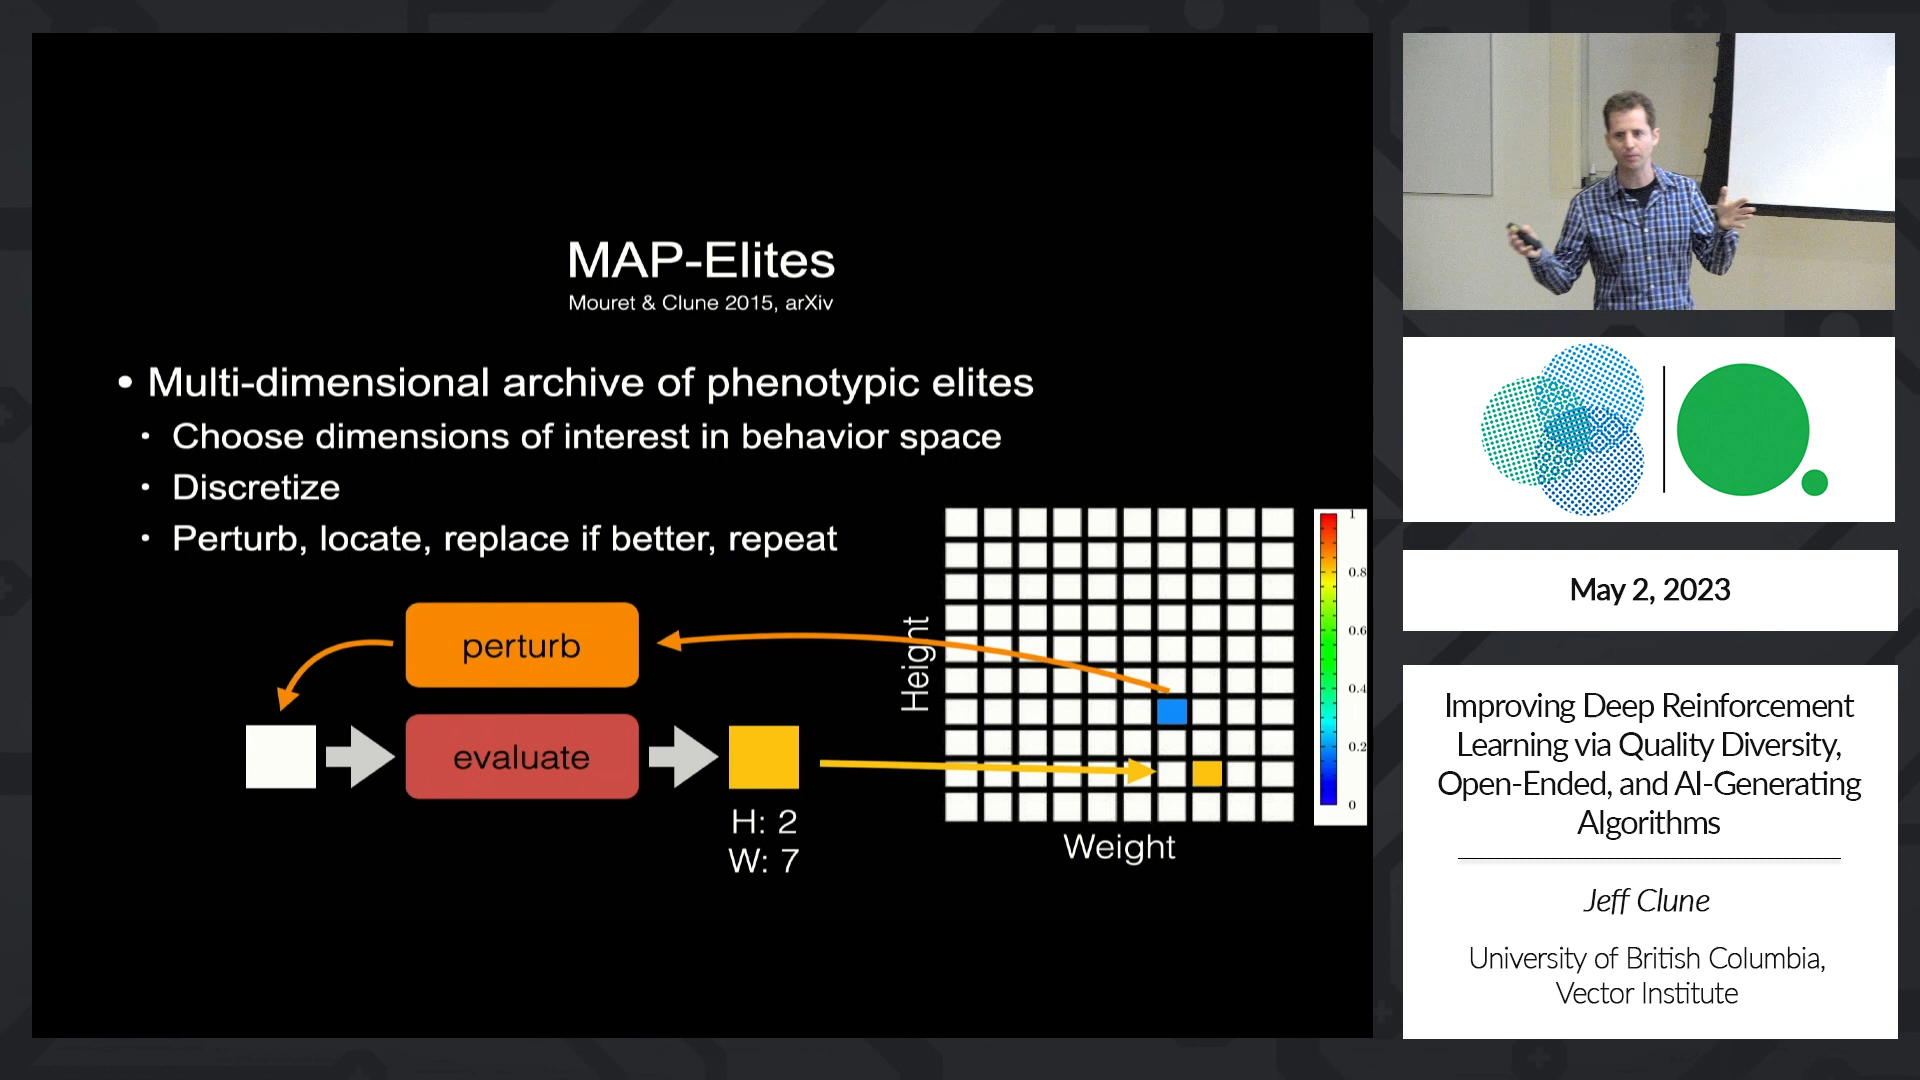 MAP-Elites
Mouret & Clune 2015, arXiv
• Multi-dimensional archive of phenotypic elites
· Choose dimensions of interest in behavior space
· Discretize
· Perturb, locate, replace if better, repeat
perturb
evaluate
H: 2
W: 7
Height
Weight
1
0.8
0.6
0.4
0.2
0
May 2, 2023
Improving Deep Reinforcement
Learning via Quality Diversity,
Open-Ended, and AI-Generating
Algorithms
Jeff Clune
University of British Columbia,
Vector Institute